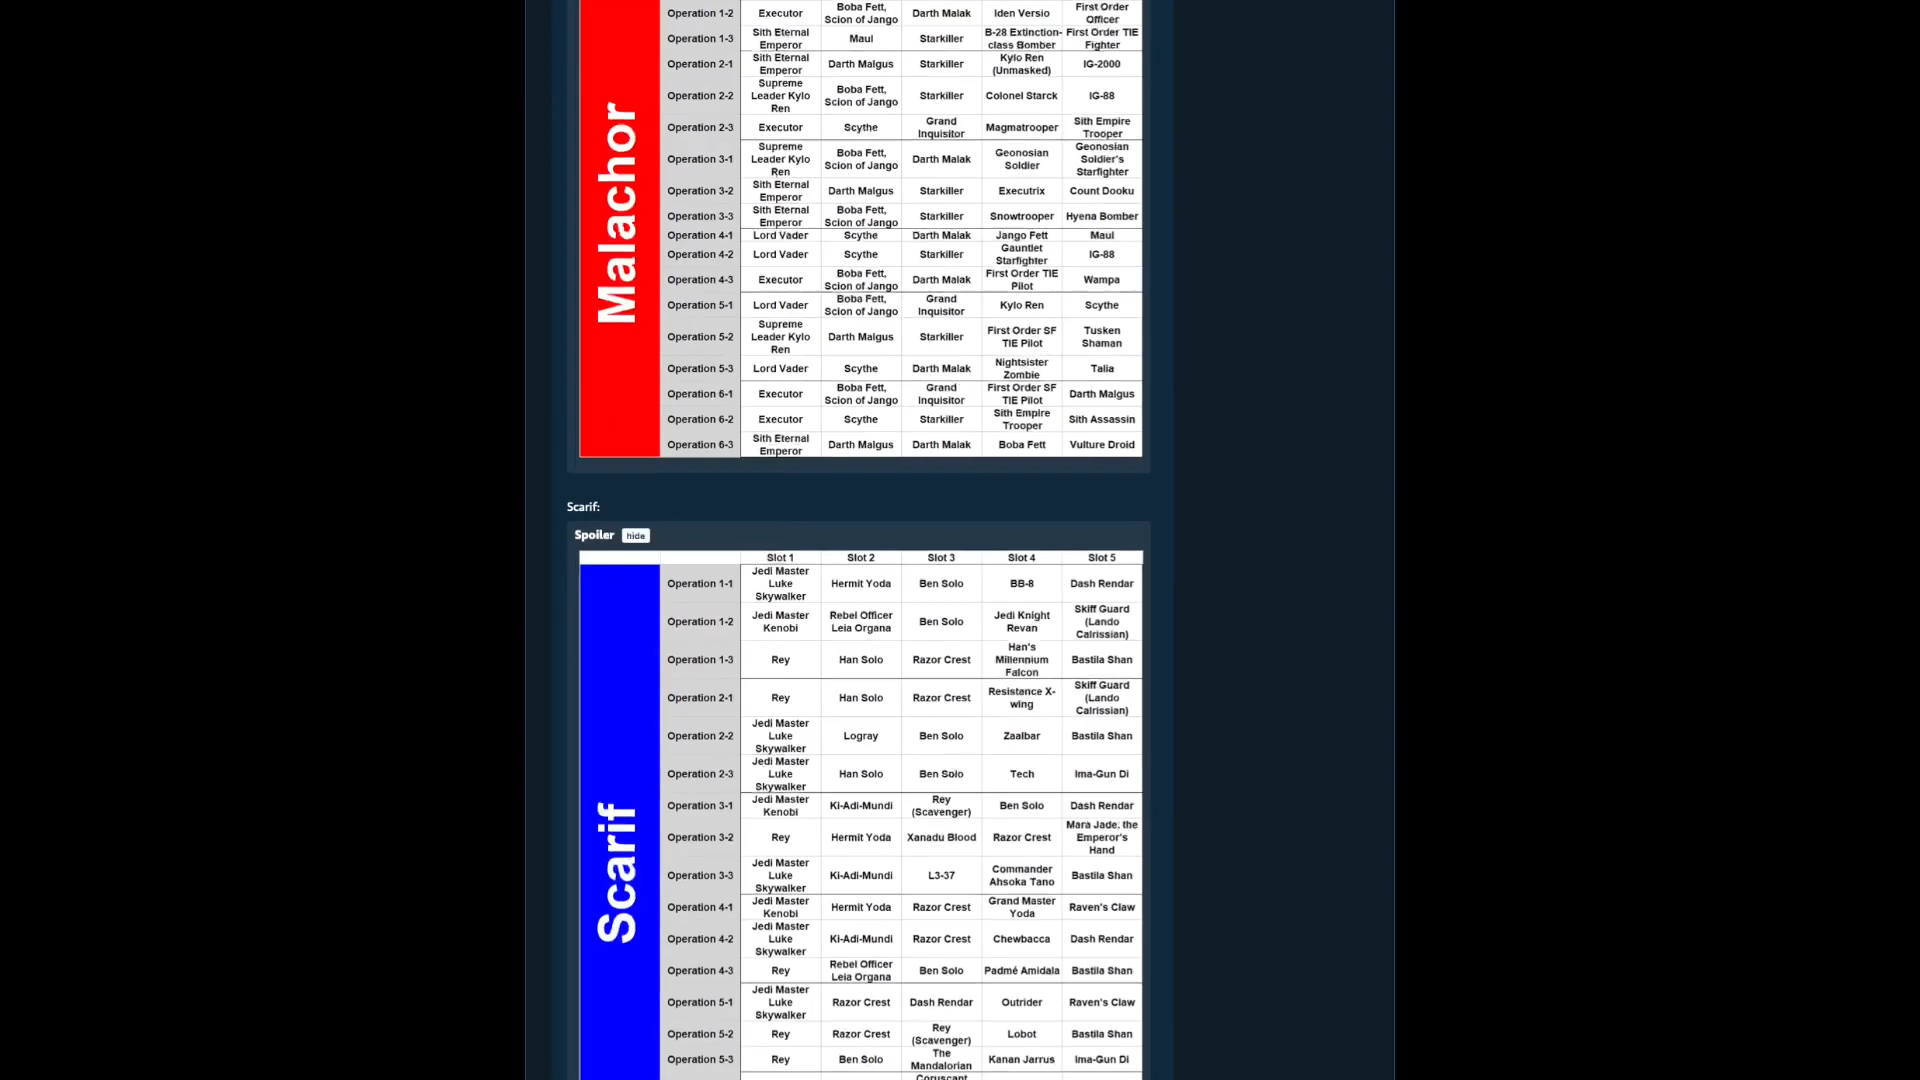 Malachor
Operation 1-2 Executor Boba Fett, Scion of Jango Darth Malak Iden Versio First Order Officer
Operation 1-3 Sith Eternal Emperor Maul Starkiller B-28 Extinction-class Bomber First Order TIE Fighter
Operation 2-1 Sith Eternal Emperor Darth Malgus Starkiller Kylo Ren (Unmasked) IG-2000
Operation 2-2 Supreme Leader Kylo Ren Boba Fett, Scion of Jango Starkiller Colonel Starck IG-88
Operation 2-3 Executor Scythe Grand Inquisitor Magmatrooper Sith Empire Trooper
Operation 3-1 Supreme Leader Kylo Ren Boba Fett, Scion of Jango Darth Malak Geonosian Soldier Geonosian Soldier's Starfighter
Operation 3-2 Sith Eternal Emperor Darth Malgus Starkiller Executrix Count Dooku
Operation 3-3 Sith Eternal Emperor Boba Fett, Scion of Jango Starkiller Snowtrooper Hyena Bomber
Operation 4-1 Lord Vader Scythe Darth Malak Jango Fett Maul
Operation 4-2 Lord Vader Scythe Starkiller Gauntlet Starfighter IG-88
Operation 4-3 Executor Boba Fett, Scion of Jango Darth Malak First Order TIE Pilot Wampa
Operation 5-1 Lord Vader Boba Fett, Scion of Jango Grand Inquisitor Kylo Ren Scythe
Operation 5-2 Supreme Leader Kylo Ren Darth Malgus Starkiller First Order SF TIE Pilot Tusken Shaman
Operation 5-3 Lord Vader Scythe Darth Malak Nightsister Zombie Talia
Operation 6-1 Executor Boba Fett, Scion of Jango Grand Inquisitor First Order SF TIE Pilot Darth Malgus
Operation 6-2 Executor Scythe Starkiller Sith Empire Trooper Sith Assassin
Operation 6-3 Sith Eternal Emperor Darth Malgus Darth Malak Boba Fett Vulture Droid
Scarif:
Spoiler hide
Slot 1 Slot 2 Slot 3 Slot 4 Slot 5
Scarif
Operation 1-1 Jedi Master Luke Skywalker Hermit Yoda Ben Solo BB-8 Dash Rendar
Operation 1-2 Jedi Master Kenobi Rebel Officer Leia Organa Ben Solo Jedi Knight Revan Skiff Guard (Lando Calrissian)
Operation 1-3 Rey Han Solo Razor Crest Han's Millennium Falcon Bastila Shan
Operation 2-1 Rey Han Solo Razor Crest Resistance X-wing Skiff Guard (Lando Calrissian)
Operation 2-2 Jedi Master Luke Skywalker Logray Ben Solo Zaalbar Bastila Shan
Operation 2-3 Jedi Master Luke Skywalker Han Solo Ben Solo Tech Ima-Gun Di
Operation 3-1 Jedi Master Kenobi Ki-Adi-Mundi Rey (Scavenger) Ben Solo Dash Rendar
Operation 3-2 Rey Hermit Yoda Xanadu Blood Razor Crest Mara Jade, the Emperor's Hand
Operation 3-3 Jedi Master Luke Skywalker Ki-Adi-Mundi L3-37 Commander Ahsoka Tano Bastila Shan
Operation 4-1 Jedi Master Kenobi Hermit Yoda Razor Crest Grand Master Yoda Raven's Claw
Operation 4-2 Jedi Master Luke Skywalker Ki-Adi-Mundi Razor Crest Chewbacca Dash Rendar
Operation 4-3 Rey Rebel Officer Leia Organa Ben Solo Padmé Amidala Bastila Shan
Operation 5-1 Jedi Master Luke Skywalker Razor Crest Dash Rendar Outrider Raven's Claw
Operation 5-2 Rey Razor Crest Rey (Scavenger) Lobot Bastila Shan
Operation 5-3 Rey Ben Solo The Mandalorian Kanan Jarrus Ima-Gun Di
Coruscant